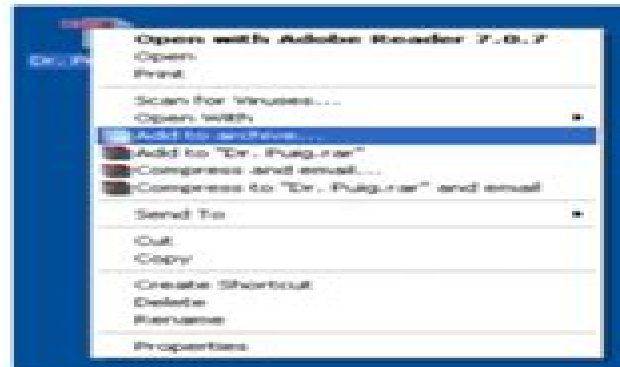 Dr. P
Open with Adobe Reader 7.0.7
Open
Print
Scan for Viruses...
Open With
Add to archive...
Add to "Dr. Puig.rar"
Compress and email...
Compress to "Dr. Puig.rar" and email
Send To
Cut
Copy
Create Shortcut
Delete
Rename
Properties